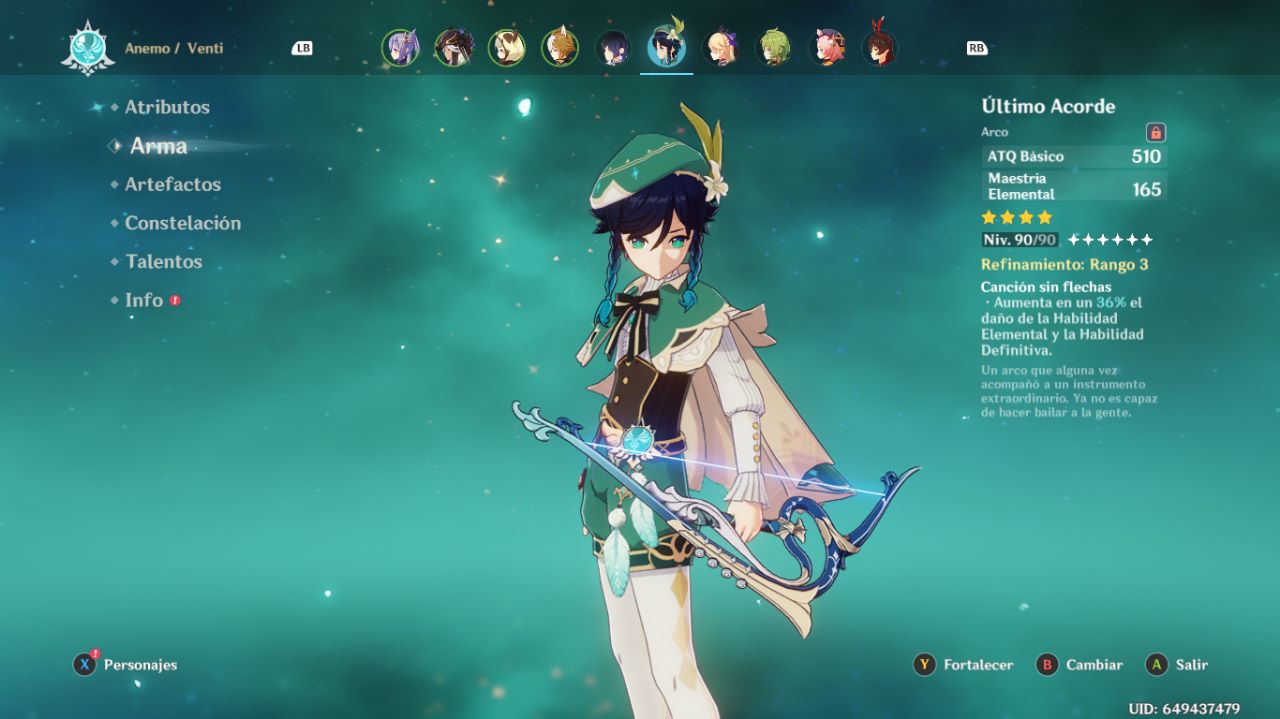 Anemo / Venti
LB
RB
Atributos
Arma
Artefactos
Constelación
Talentos
Info !
Último Acorde
Arco
ATQ Básico 510
Maestría
Elemental 165
Niv. 90/90
Refinamiento: Rango 3
Canción sin flechas
· Aumenta en un 36% el
daño de la Habilidad
Elemental y la Habilidad
Definitiva.
Un arco que alguna vez
acompañó a un instrumento
extraordinario. Ya no es capaz
de hacer bailar a la gente.
X ! Personajes
Y Fortalecer
B Cambiar
A Salir
UID: 649437479